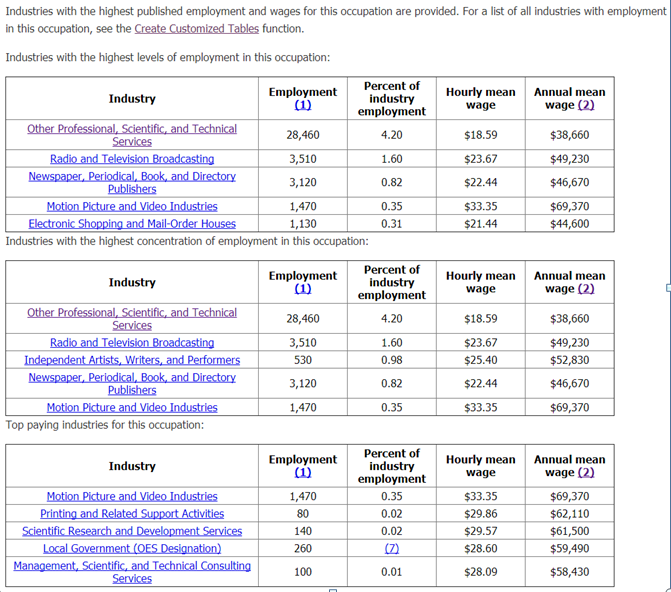 Industries with the highest published employment and wages for this occupation are provided. For a list of all industries with employment
in this occupation, see the Create Customized Tables function.
Industries with the highest levels of employment in this occupation:
Industry Employment (1) Percent of industry employment Hourly mean wage Annual mean wage (2)
Other Professional, Scientific, and Technical Services 28,460 4.20 $18.59 $38,660
Radio and Television Broadcasting 3,510 1.60 $23.67 $49,230
Newspaper, Periodical, Book, and Directory Publishers 3,120 0.82 $22.44 $46,670
Motion Picture and Video Industries 1,470 0.35 $33.35 $69,370
Electronic Shopping and Mail-Order Houses 1,130 0.31 $21.44 $44,600
Industries with the highest concentration of employment in this occupation:
Industry Employment (1) Percent of industry employment Hourly mean wage Annual mean wage (2)
Other Professional, Scientific, and Technical Services 28,460 4.20 $18.59 $38,660
Radio and Television Broadcasting 3,510 1.60 $23.67 $49,230
Independent Artists, Writers, and Performers 530 0.98 $25.40 $52,830
Newspaper, Periodical, Book, and Directory Publishers 3,120 0.82 $22.44 $46,670
Motion Picture and Video Industries 1,470 0.35 $33.35 $69,370
Top paying industries for this occupation:
Industry Employment (1) Percent of industry employment Hourly mean wage Annual mean wage (2)
Motion Picture and Video Industries 1,470 0.35 $33.35 $69,370
Printing and Related Support Activities 80 0.02 $29.86 $62,110
Scientific Research and Development Services 140 0.02 $29.57 $61,500
Local Government (OES Designation) 260 (7) $28.60 $59,490
Management, Scientific, and Technical Consulting Services 100 0.01 $28.09 $58,430